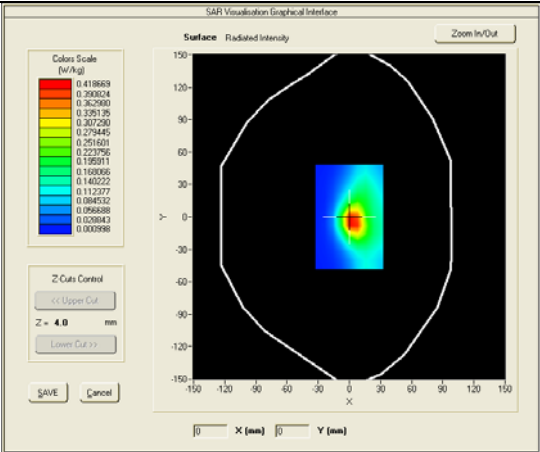 SAR Visualisation Graphical Interface
Surface Radiated Intensity
Zoom In/Out
Colors Scale
(W/kg)
0.418669
0.390824
0.362980
0.335135
0.307290
0.279445
0.251601
0.223756
0.195911
0.168066
0.140222
0.112377
0.084532
0.056688
0.028843
0.000998
Z-Cuts Control
<< Upper Cut
Z = 4.0 mm
Lower Cut >>
SAVE Cancel
150
120
90
60
30
0
-30
-60
-90
-120
-150
Y
-150 -120 -90 -60 -30 0 30 60 90 120 150
X
0 X (mm) 0 Y (mm)